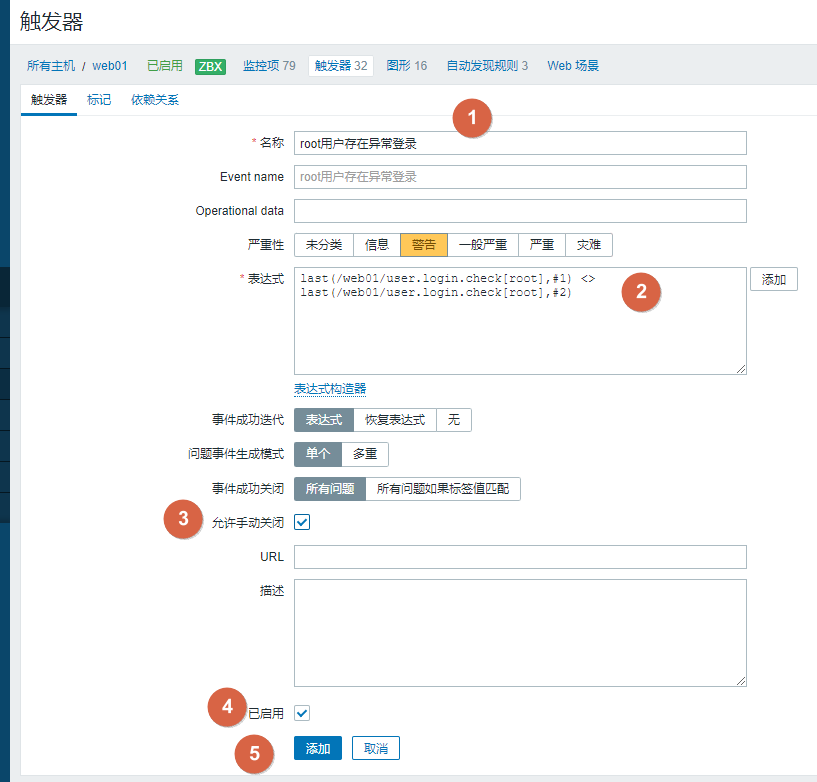 触发器
所有主机 / web01 已启用 ZBX 监控项 79 触发器 32 图形 16 自动发现规则 3 Web 场景
触发器 标记 依赖关系
1
* 名称 root用户存在异常登录
Event name root用户存在异常登录
Operational data
严重性 未分类 信息 警告 一般严重 严重 灾难
* 表达式 last(/web01/user.login.check[root],#1) <> 添加
last(/web01/user.login.check[root],#2)
2
表达式构造器
事件成功迭代 表达式 恢复表达式 无
问题事件生成模式 单个 多重
事件成功关闭 所有问题 所有问题如果标签值匹配
3 允许手动关闭
URL
描述
4 已启用
5 添加 取消